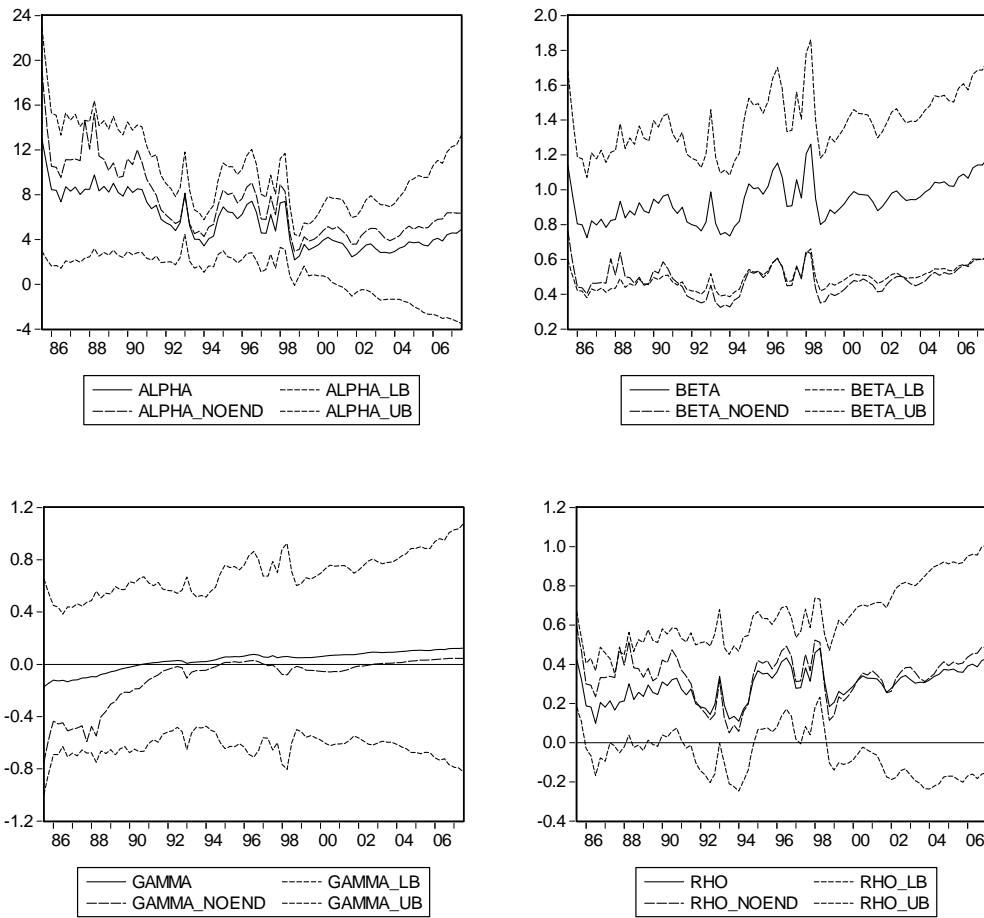 24
20
16
12
8
4
0
-4
86 88 90 92 94 96 98 00 02 04 06
ALPHA ALPHA_LB
ALPHA_NOEND ALPHA_UB
2.0
1.8
1.6
1.4
1.2
1.0
0.8
0.6
0.4
0.2
86 88 90 92 94 96 98 00 02 04 06
BETA BETA_LB
BETA_NOEND BETA_UB
1.2
0.8
0.4
0.0
-0.4
-0.8
-1.2
86 88 90 92 94 96 98 00 02 04 06
GAMMA GAMMA_LB
GAMMA_NOEND GAMMA_UB
1.2
1.0
0.8
0.6
0.4
0.2
0.0
-0.2
-0.4
86 88 90 92 94 96 98 00 02 04 06
RHO RHO_LB
RHO_NOEND RHO_UB